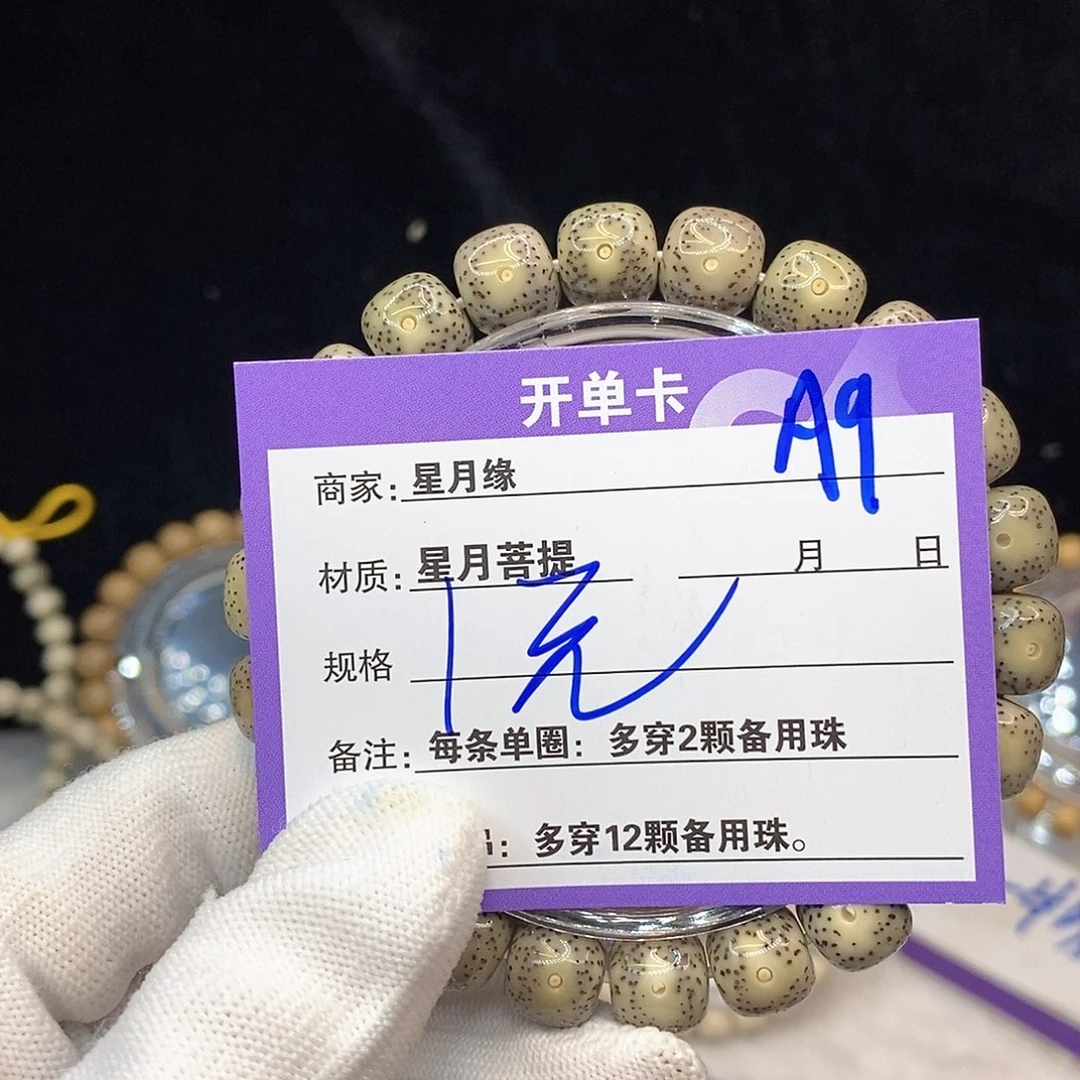 开单卡
A9
商家：星月缘
材质：星月菩提 月 日
1元
规格
备注：每条单圈：多穿2颗备用珠
：多穿12颗备用珠。